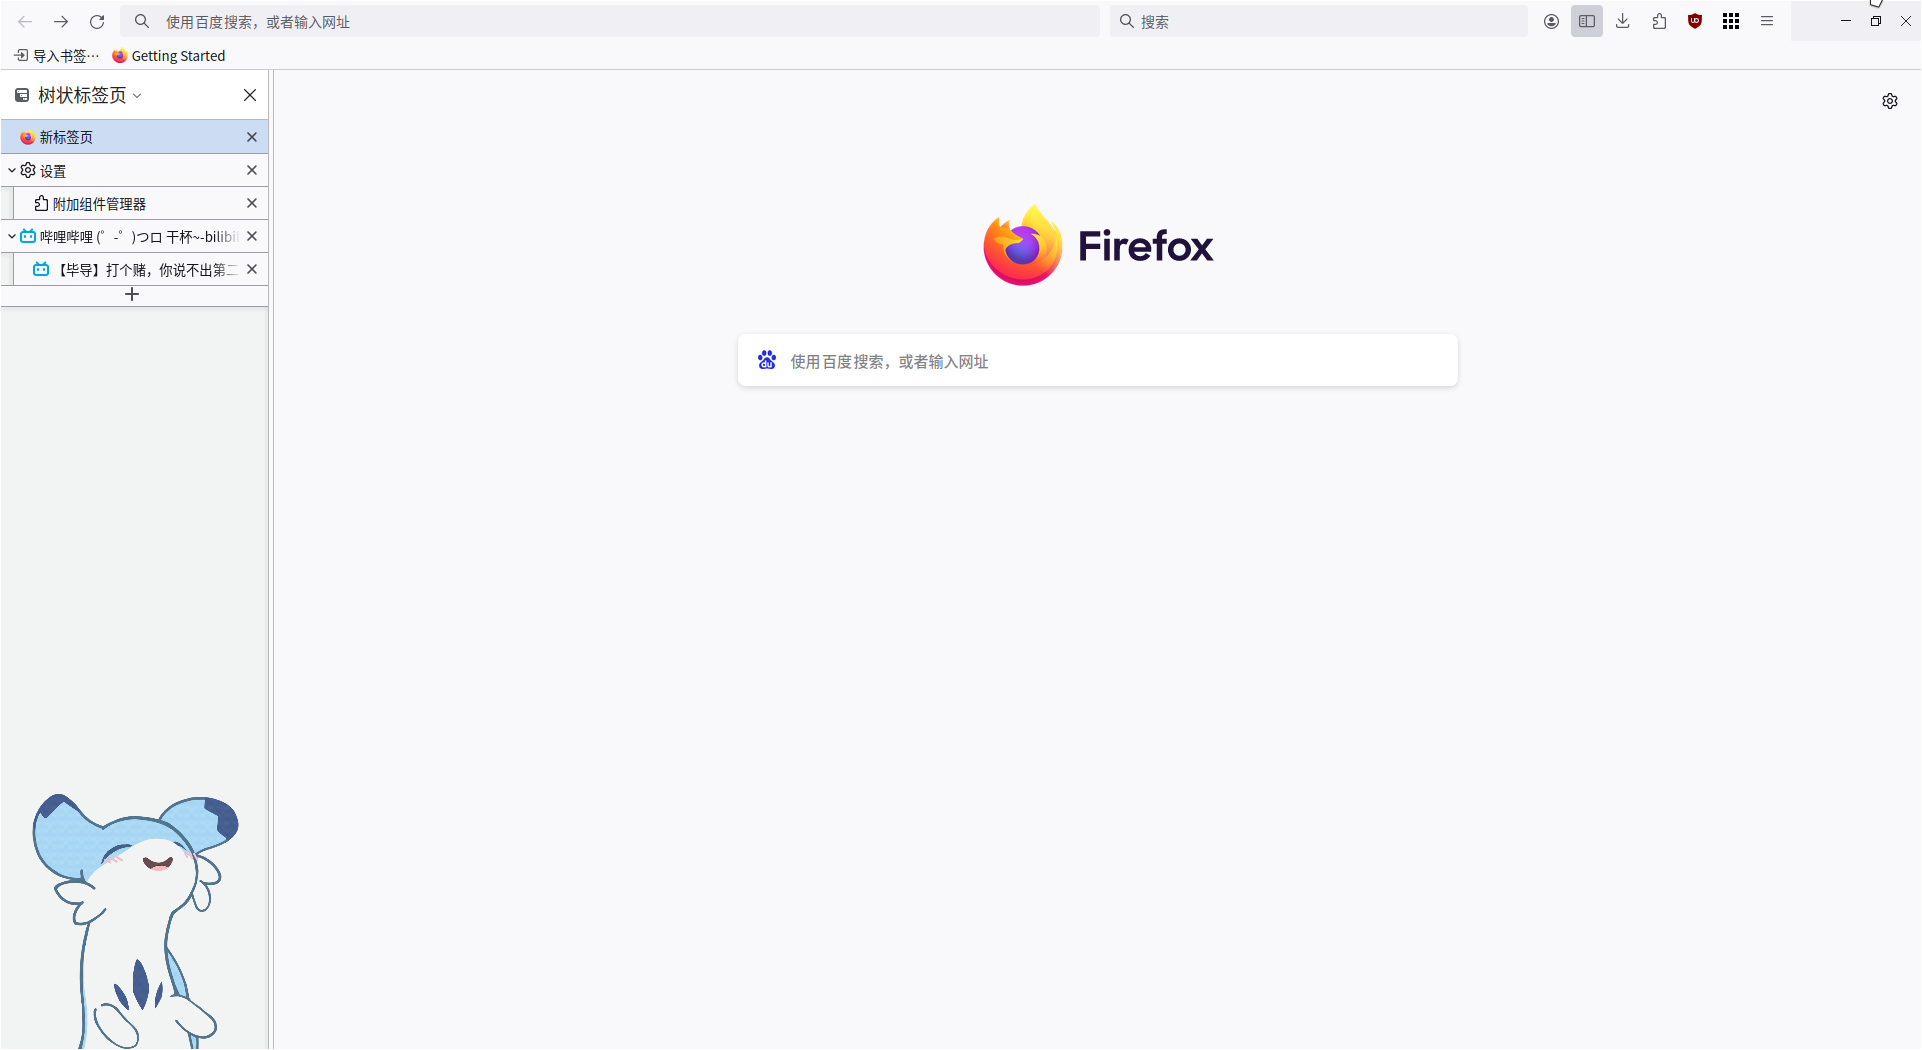 使用百度搜索，或者输入网址
搜索
导入书签…
Getting Started
树状标签页
新标签页
设置
附加组件管理器
哔哩哔哩 (゜-゜)つロ 干杯~-bilibili
【毕导】打个赌，你说不出第二
Firefox
du
使用百度搜索，或者输入网址